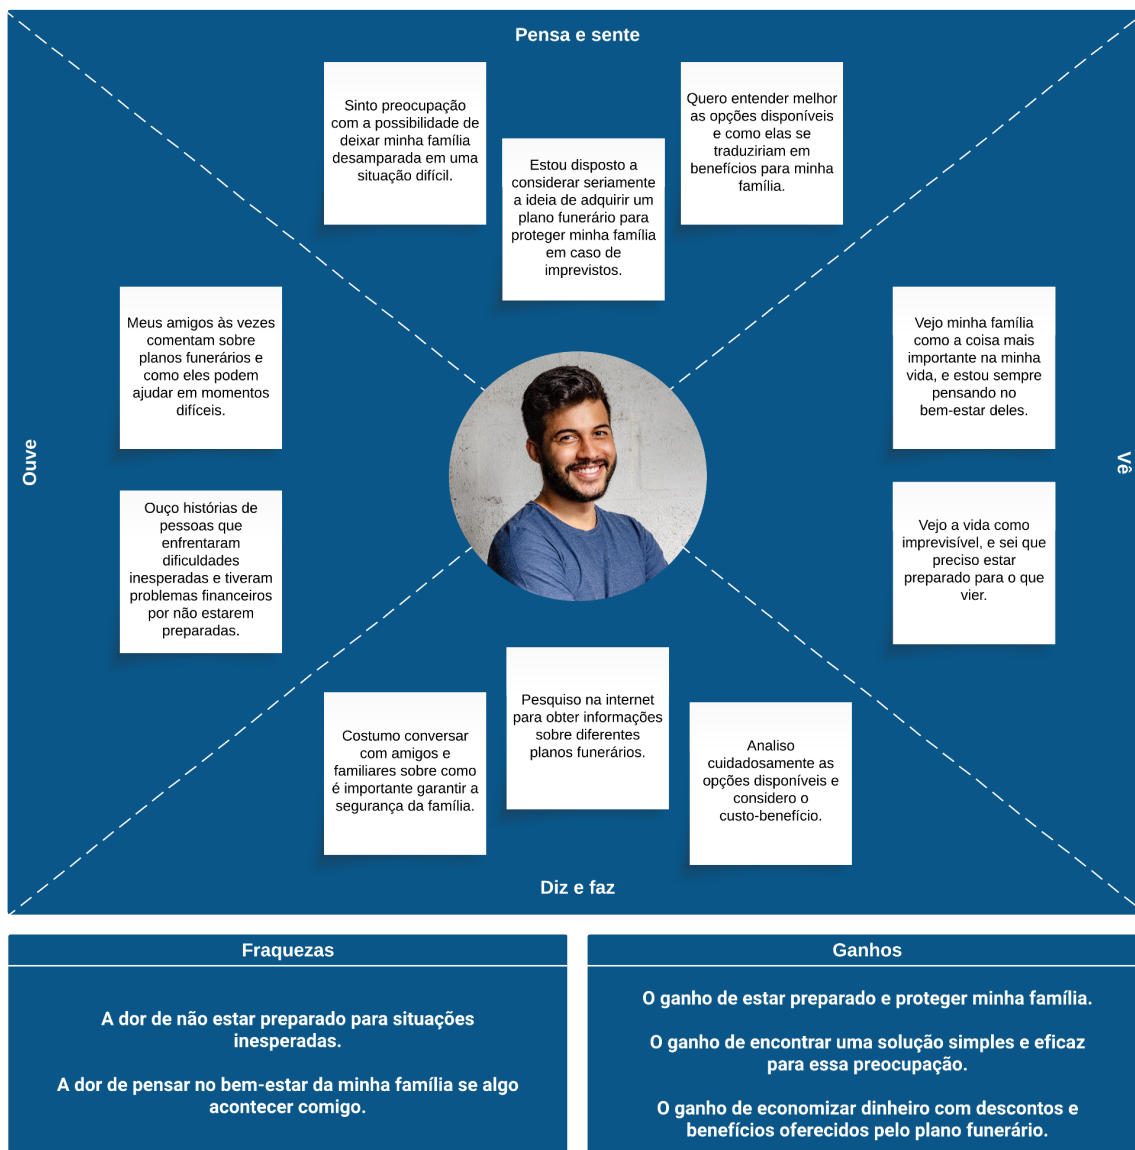 Pensa e sente
Sinto preocupação
com a possibilidade de
deixar minha família
desamparada em uma
situação difícil.
Estou disposto a
considerar seriamente
a ideia de adquirir um
plano funerário para
proteger minha família
em caso de
imprevistos.
Quero entender melhor
as opções disponíveis
e como elas se
traduziriam em
benefícios para minha
família.
Ouve
Meus amigos às vezes
comentam sobre
planos funerários e
como eles podem
ajudar em momentos
difíceis.
Ouço histórias de
pessoas que
enfrentaram
dificuldades
inesperadas e tiveram
problemas financeiros
por não estarem
preparadas.
Vê
Vejo minha família
como a coisa mais
importante na minha
vida, e estou sempre
pensando no
bem-estar deles.
Vejo a vida como
imprevisível, e sei que
preciso estar
preparado para o que
vier.
Costumo conversar
com amigos e
familiares sobre como
é importante garantir a
segurança da família.
Pesquiso na internet
para obter informações
sobre diferentes
planos funerários.
Analiso
cuidadosamente as
opções disponíveis e
considero o
custo-benefício.
Diz e faz
Fraquezas
A dor de não estar preparado para situações
inesperadas.
A dor de pensar no bem-estar da minha família se algo
acontecer comigo.
Ganhos
O ganho de estar preparado e proteger minha família.
O ganho de encontrar uma solução simples e eficaz
para essa preocupação.
O ganho de economizar dinheiro com descontos e
benefícios oferecidos pelo plano funerário.